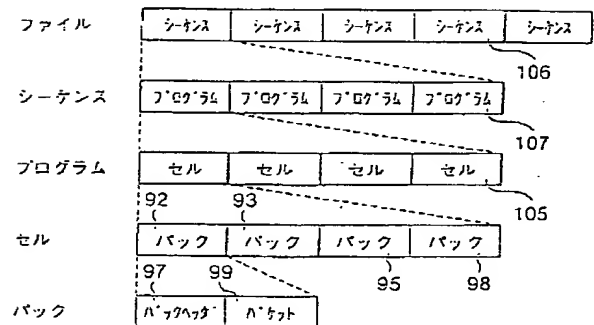 ファイル シーケンス シーケンス シーケンス シーケンス シーケンス
106
シーケンス プログラム プログラム プログラム プログラム
107
プログラム セル セル セル セル
105
92 93
セル パック パック パック パック
97 99 95 98
パック パックヘッダ パケット